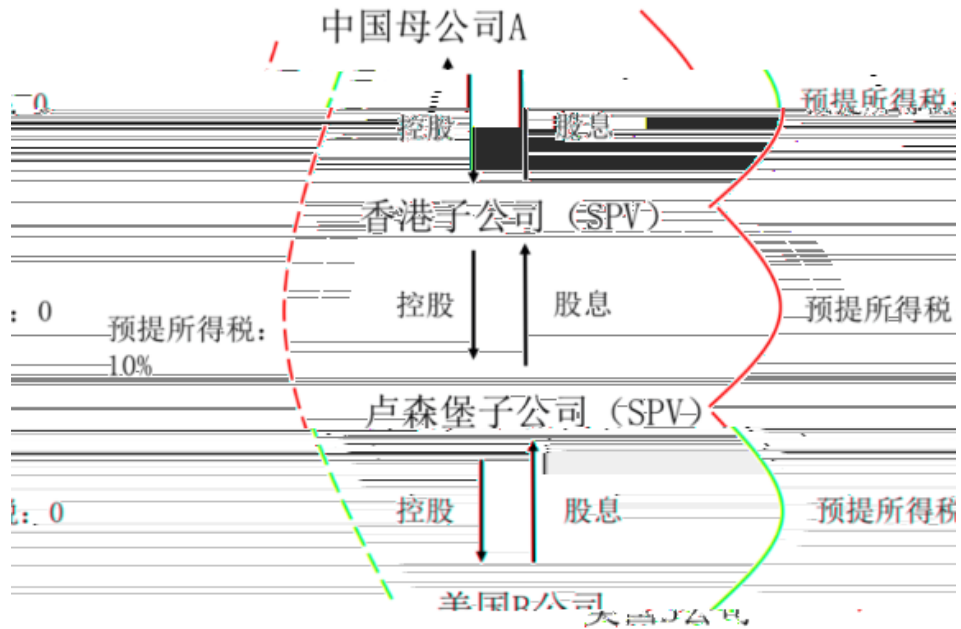 中国母公司A
: 0
预提所得税:
控股
股息
香港子公司 (SPV)
: 0
预提所得税:
10%
控股
股息
预提所得税
卢森堡子公司 (SPV)
税: 0
控股
股息
预提所得税
美国B公司